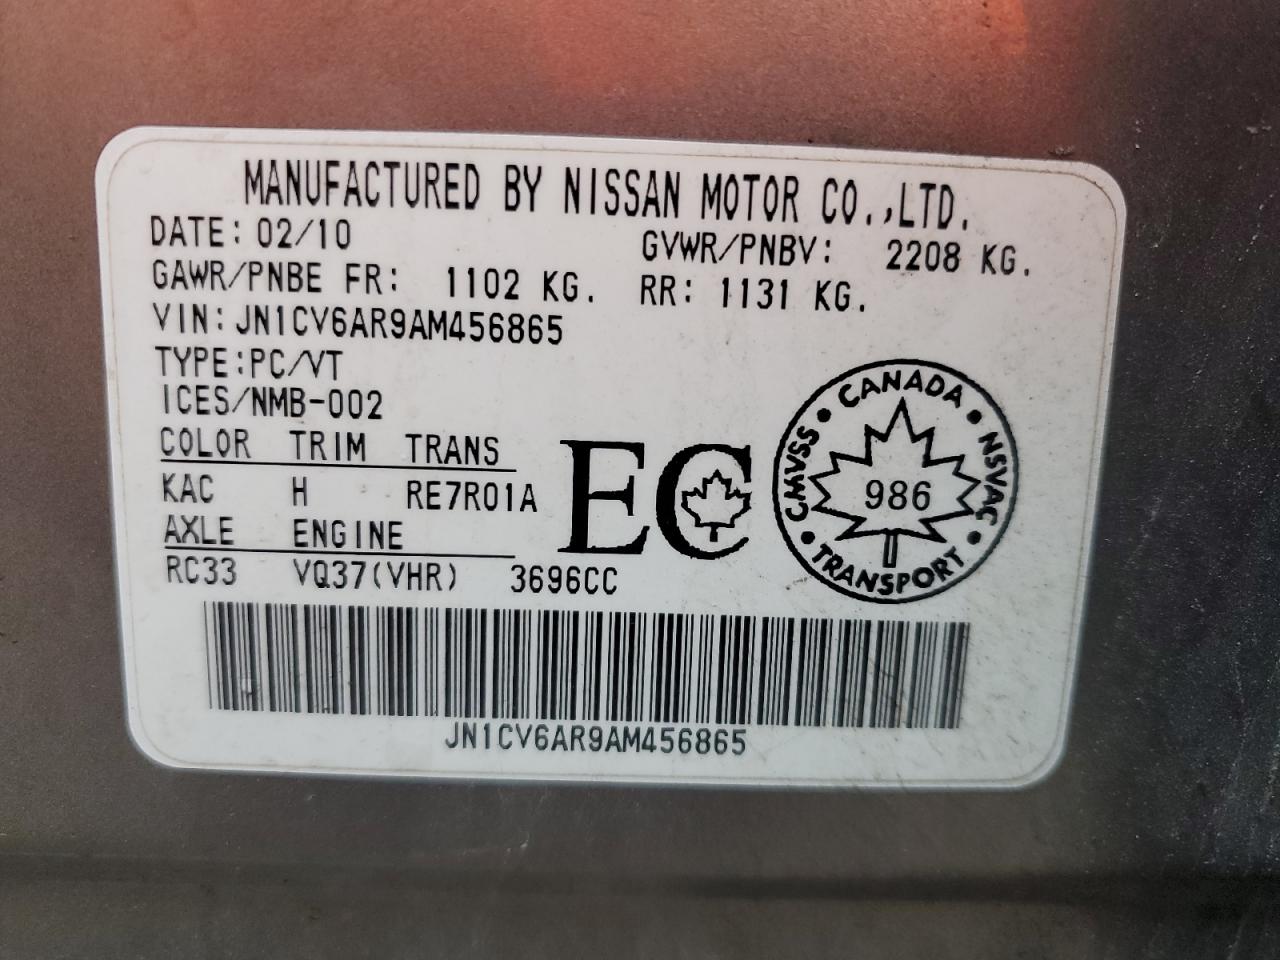 MANUFACTURED BY NISSAN MOTOR CO.,LTD.
DATE: 02/10 GVWR/PNBV: 2208 KG.
GAWR/PNBE FR: 1102 KG. RR: 1131 KG.
VIN:JN1CV6AR9AM456865
TYPE:PC/VT
ICES/NMB-002
COLOR TRIM TRANS
KAC H RE7R01A
AXLE ENGINE
RC33 VQ37(VHR) 3696CC
EC
CANADA
CMVSS • NSVAC
986
TRANSPORT
JN1CV6AR9AM456865